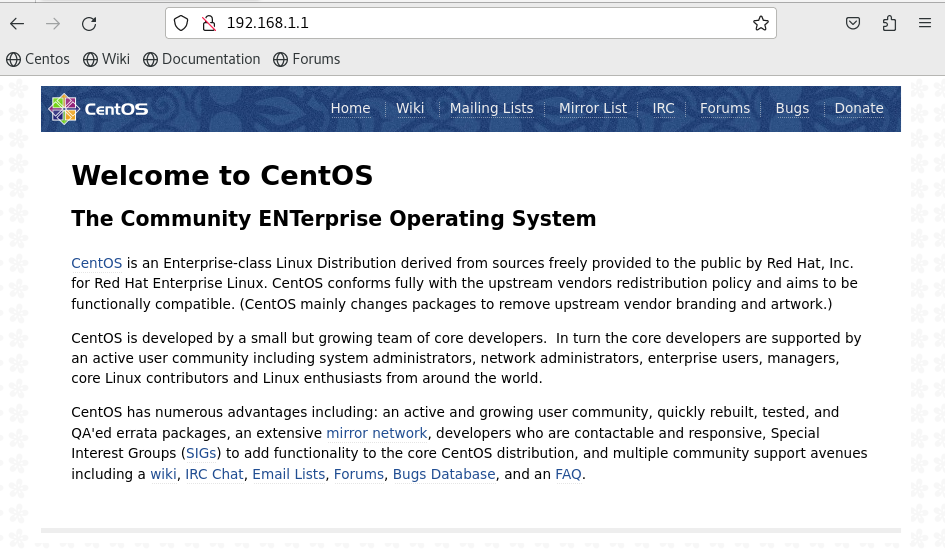 192.168.1.1
Centos Wiki Documentation Forums
CentOS Home Wiki Mailing Lists Mirror List IRC Forums Bugs Donate
Welcome to CentOS
The Community ENTerprise Operating System
CentOS is an Enterprise-class Linux Distribution derived from sources freely provided to the public by Red Hat, Inc.
for Red Hat Enterprise Linux. CentOS conforms fully with the upstream vendors redistribution policy and aims to be
functionally compatible. (CentOS mainly changes packages to remove upstream vendor branding and artwork.)
CentOS is developed by a small but growing team of core developers.  In turn the core developers are supported by
an active user community including system administrators, network administrators, enterprise users, managers,
core Linux contributors and Linux enthusiasts from around the world.
CentOS has numerous advantages including: an active and growing user community, quickly rebuilt, tested, and
QA'ed errata packages, an extensive mirror network, developers who are contactable and responsive, Special
Interest Groups (SIGs) to add functionality to the core CentOS distribution, and multiple community support avenues
including a wiki, IRC Chat, Email Lists, Forums, Bugs Database, and an FAQ.